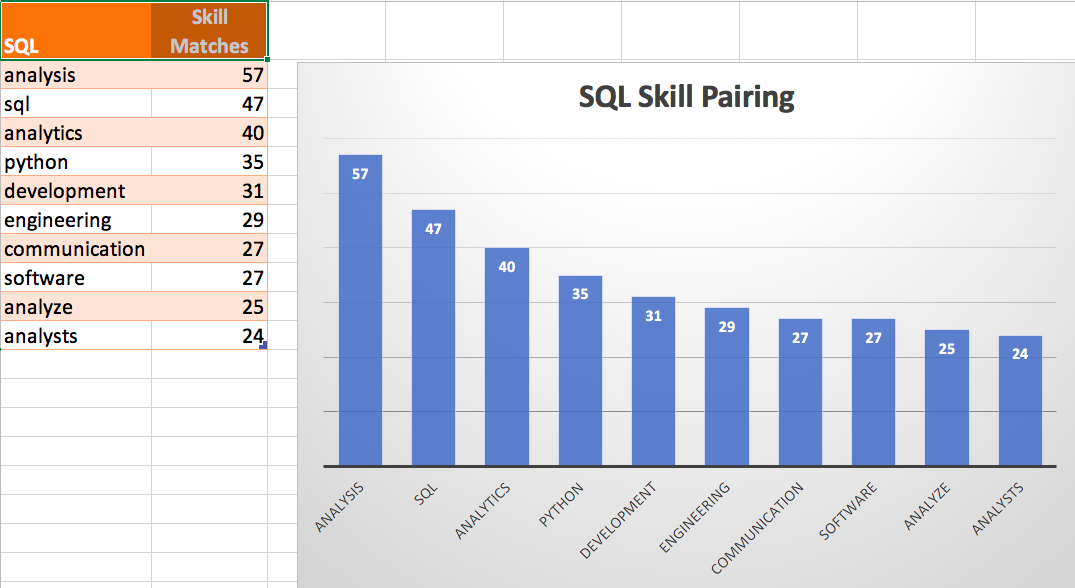 Skill
SQL Matches
analysis 57
sql 47
analytics 40
python 35
development 31
engineering 29
communication 27
software 27
analyze 25
analysts 24
SQL Skill Pairing
57
47
40
35
31
29
27
27
25
24
ANALYSIS
SQL
ANALYTICS
PYTHON
DEVELOPMENT
ENGINEERING
COMMUNICATION
SOFTWARE
ANALYZE
ANALYSTS